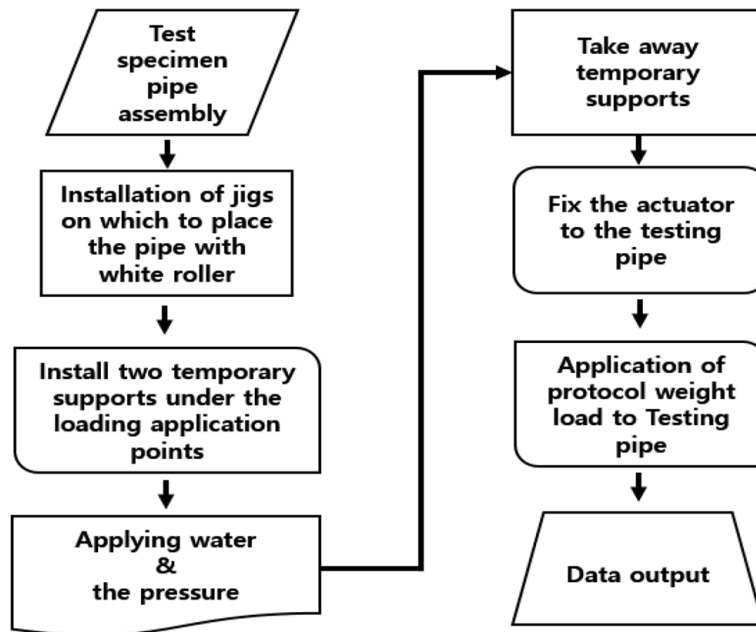 Test
specimen
pipe
assembly
Installation of jigs
on which to place
the pipe with
white roller
Install two temporary
supports under the
loading application
points
Applying water
&
the pressure
Take away
temporary
supports
Fix the actuator
to the testing
pipe
Application of
protocol weight
load to Testing
pipe
Data output